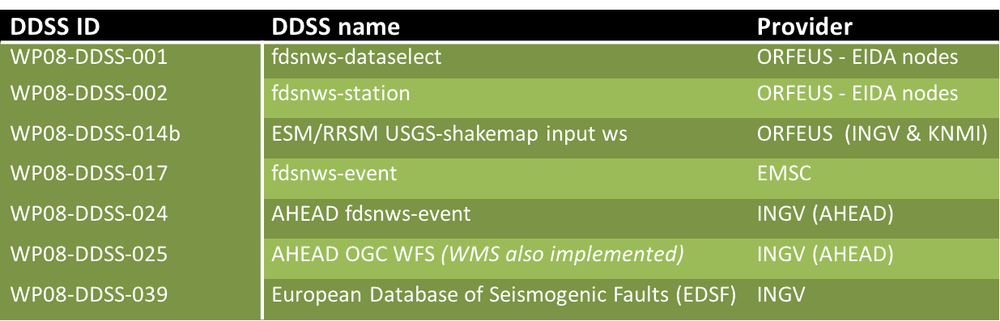 DDSS ID DDSS name Provider
WP08-DDSS-001 fdsnws-dataselect ORFEUS - EIDA nodes
WP08-DDSS-002 fdsnws-station ORFEUS - EIDA nodes
WP08-DDSS-014b ESM/RRSM USGS-shakemap input ws ORFEUS  (INGV & KNMI)
WP08-DDSS-017 fdsnws-event EMSC
WP08-DDSS-024 AHEAD fdsnws-event INGV (AHEAD)
WP08-DDSS-025 AHEAD OGC WFS (WMS also implemented) INGV (AHEAD)
WP08-DDSS-039 European Database of Seismogenic Faults (EDSF) INGV